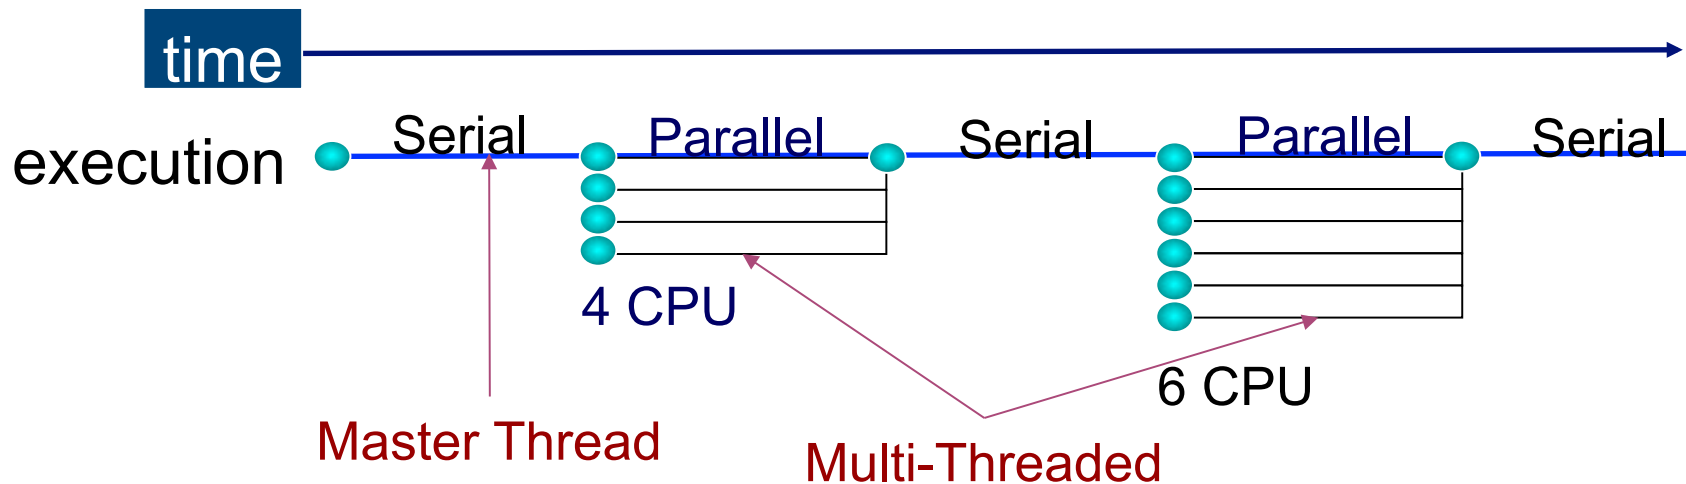 time
execution
Serial
Parallel
Serial
Parallel
Serial
4 CPU
6 CPU
Master Thread
Multi-Threaded